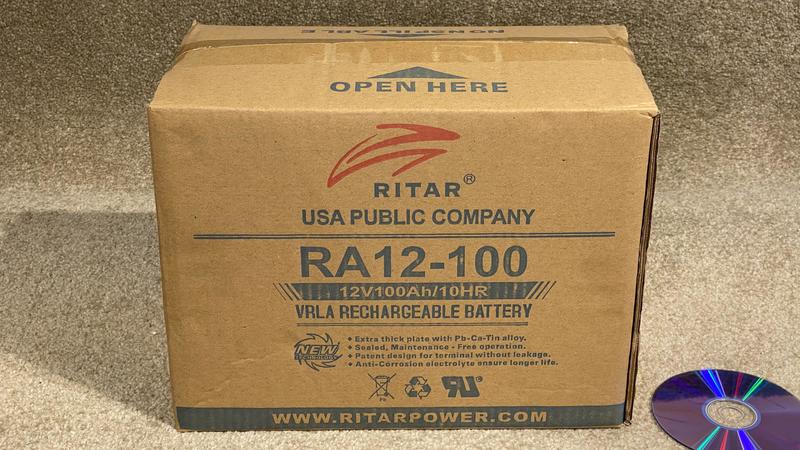 NONSPILLABLE
OPEN HERE
RITAR®
USA PUBLIC COMPANY
RA12-100
12V100Ah/10HR
VRLA RECHARGEABLE BATTERY
NEW
TECHNOLOGY
• Extra thick plate with Pb-Ca-Tin alloy.
• Sealed, Maintenance - Free operation.
• Patent design for terminal without leakage.
• Anti-Corrosion electrolyte ensure longer life.
Pb
RU®
WWW.RITARPOWER.COM